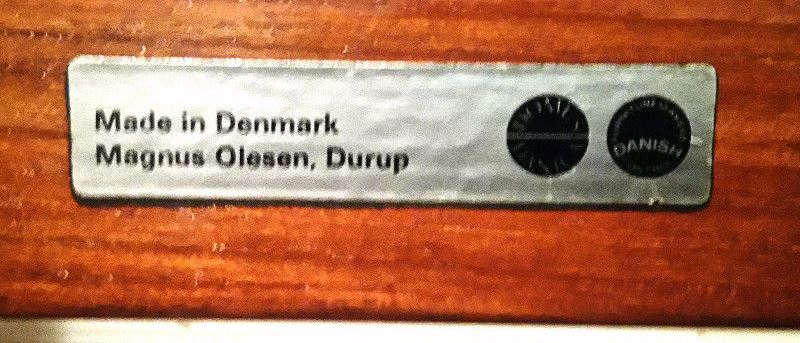 Made in Denmark
Magnus Olesen, Durup
DANISH